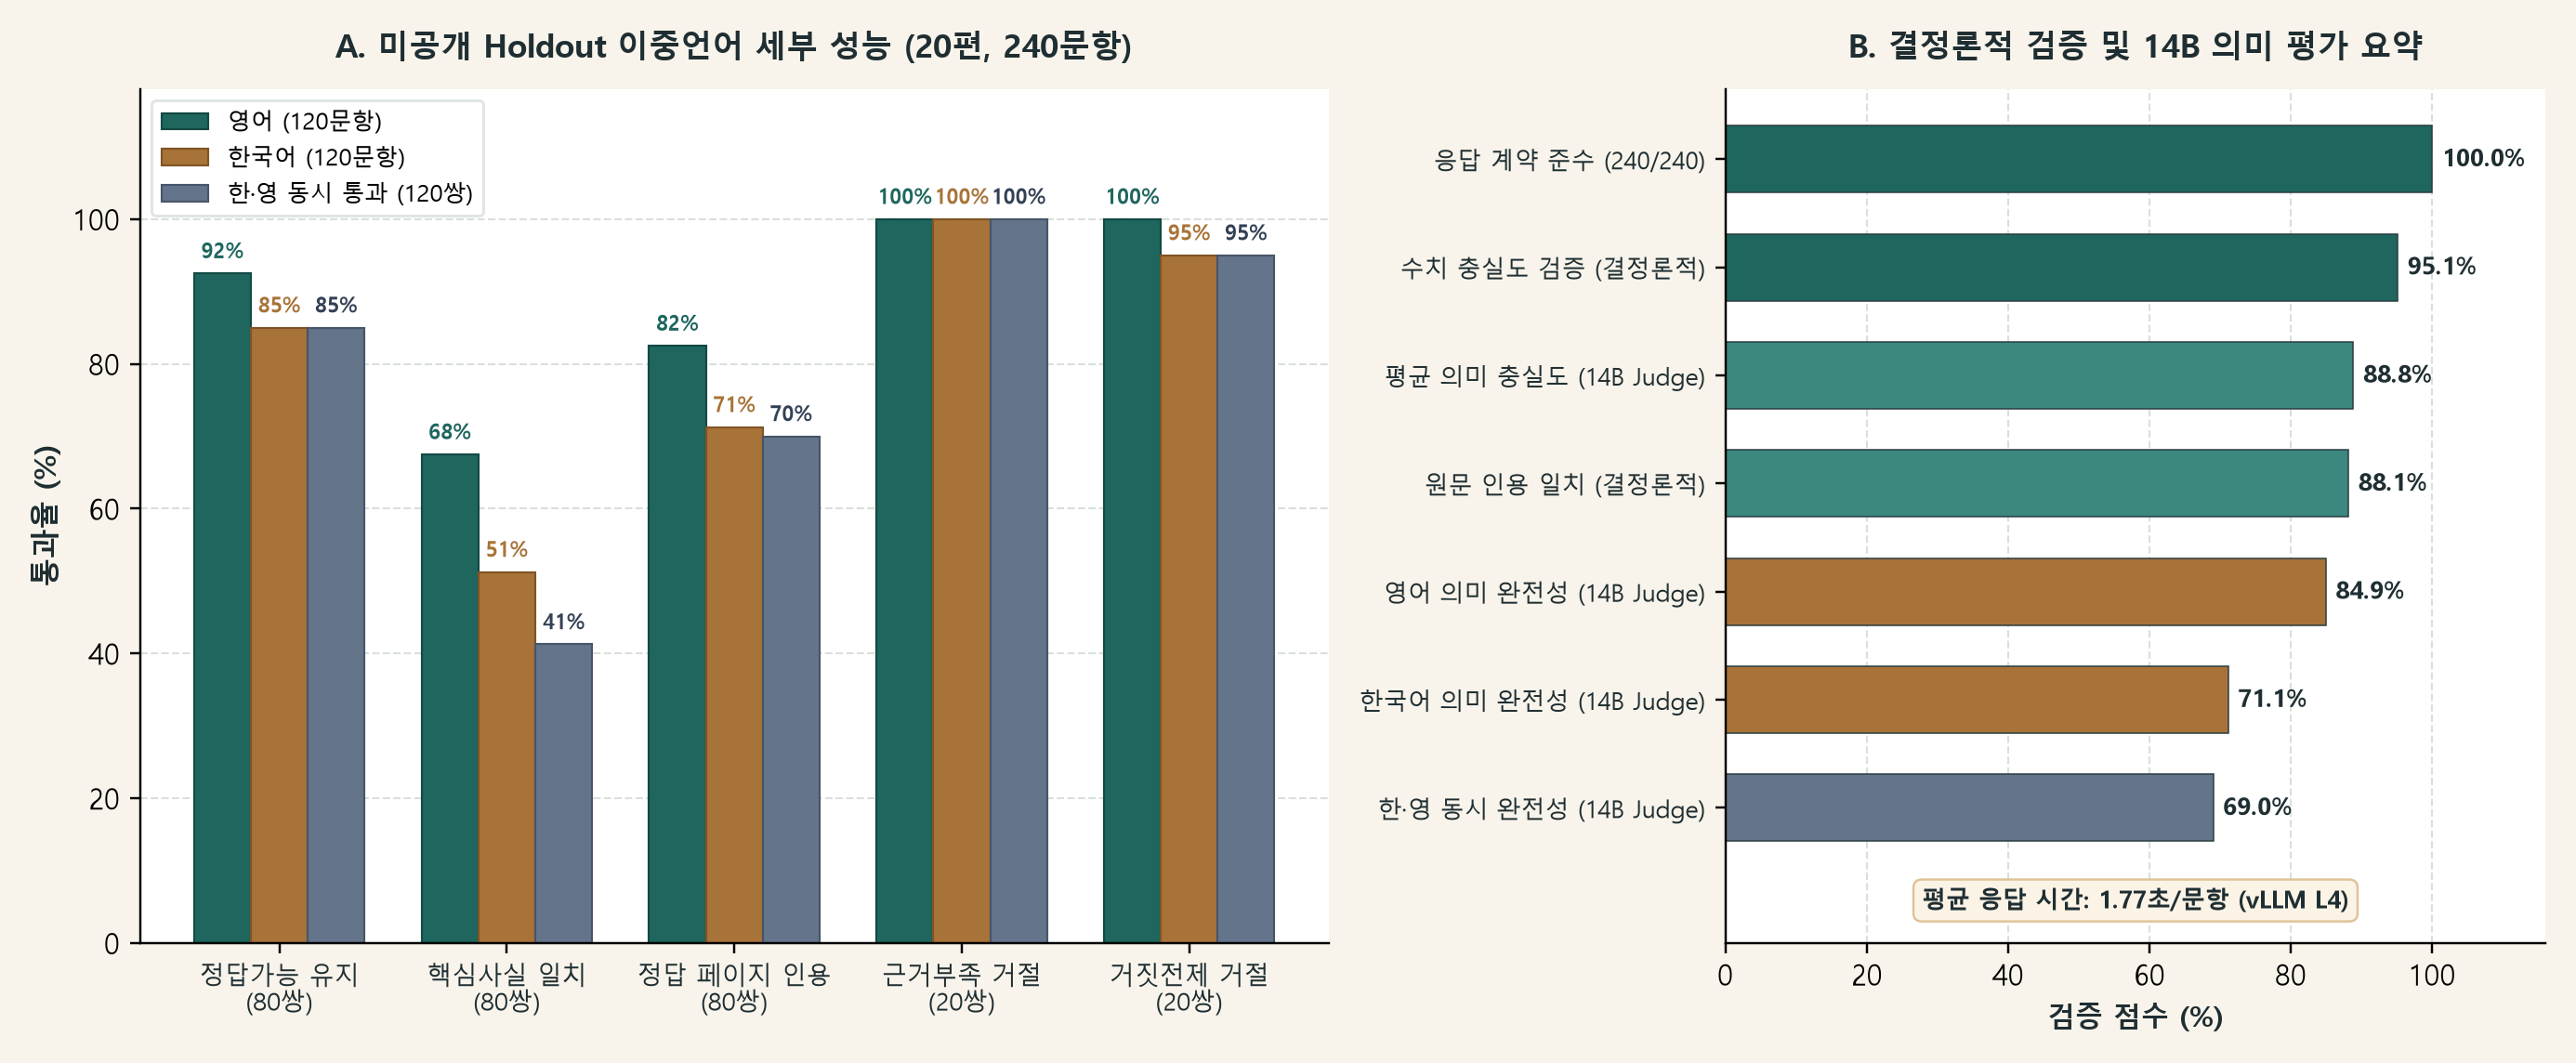 A. 미공개 Holdout 이중언어 세부 성능 (20편, 240문항)
영어 (120문항)
한국어 (120문항)
한·영 동시 통과 (120쌍)
통과율 (%)
100
80
60
40
20
0
92%
85%
85%
68%
51%
41%
82%
71%
70%
100%
100%
100%
100%
95%
95%
정답가능 유지
(80쌍)
핵심사실 일치
(80쌍)
정답 페이지 인용
(80쌍)
근거부족 거절
(20쌍)
거짓전제 거절
(20쌍)
B. 결정론적 검증 및 14B 의미 평가 요약
응답 계약 준수 (240/240)
100.0%
수치 충실도 검증 (결정론적)
95.1%
평균 의미 충실도 (14B Judge)
88.8%
원문 인용 일치 (결정론적)
88.1%
영어 의미 완전성 (14B Judge)
84.9%
한국어 의미 완전성 (14B Judge)
71.1%
한·영 동시 완전성 (14B Judge)
69.0%
평균 응답 시간: 1.77초/문항 (vLLM L4)
0
20
40
60
80
100
검증 점수 (%)